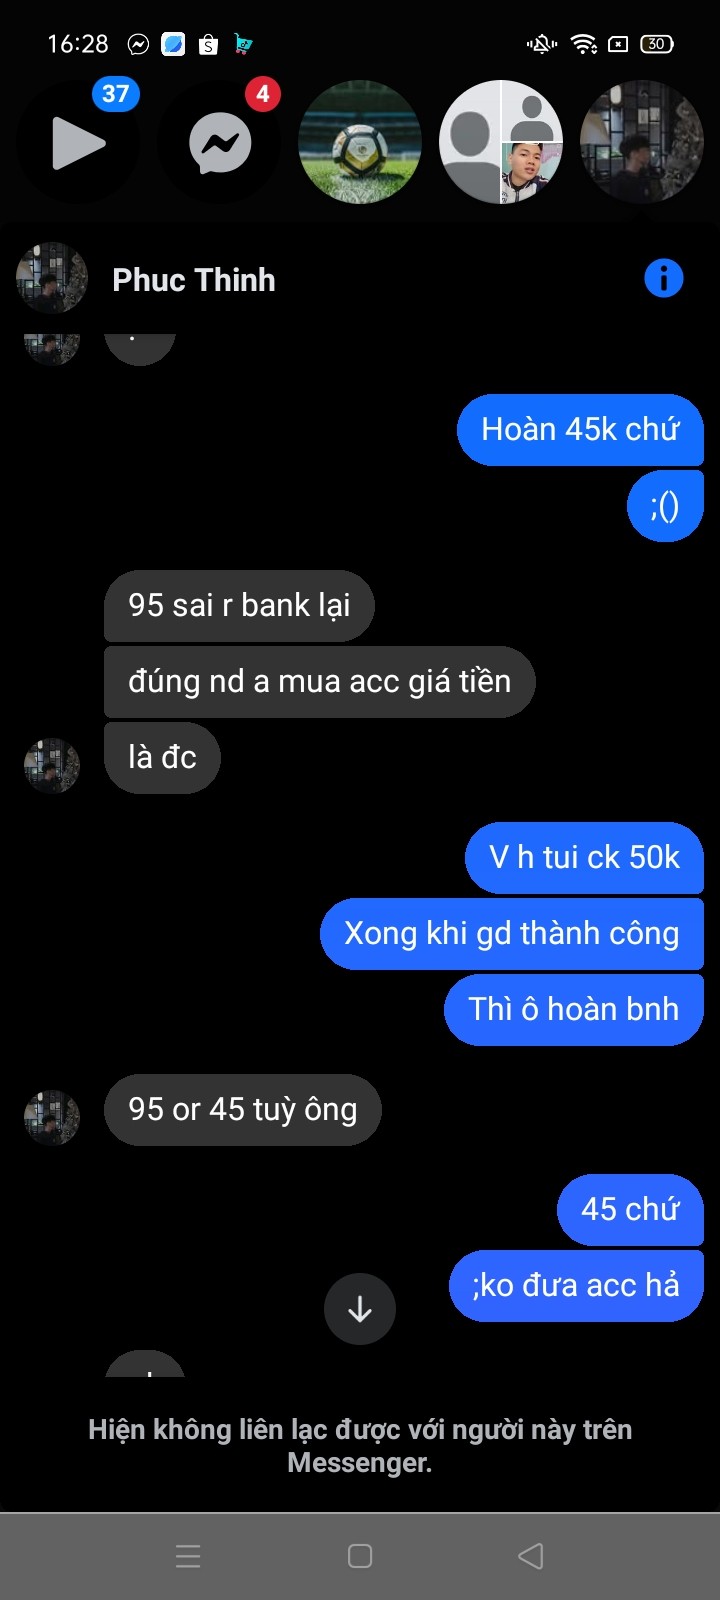 16:28
30
37
4
Phuc Thinh
Hoàn 45k chứ
;()
95 sai r bank lại
đúng nd a mua acc giá tiền
là đc
V h tui ck 50k
Xong khi gd thành công
Thì ô hoàn bnh
95 or 45 tuỳ ông
45 chứ
;ko đưa acc hả
Hiện không liên lạc được với người này trên
Messenger.